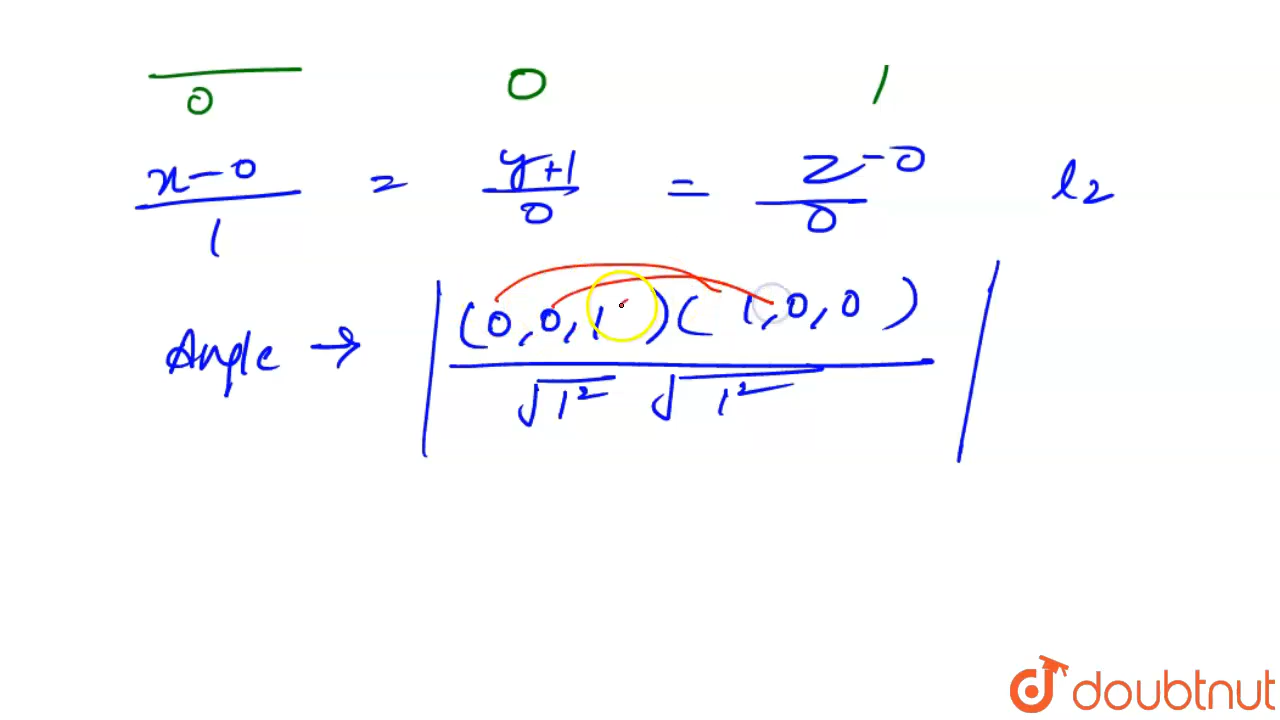 0 0 1
x-0/1 = y+1/0 = z-0/0 l2
Angle → |(0,0,1)(1,0,0)/√1² √1²|
doubtnut